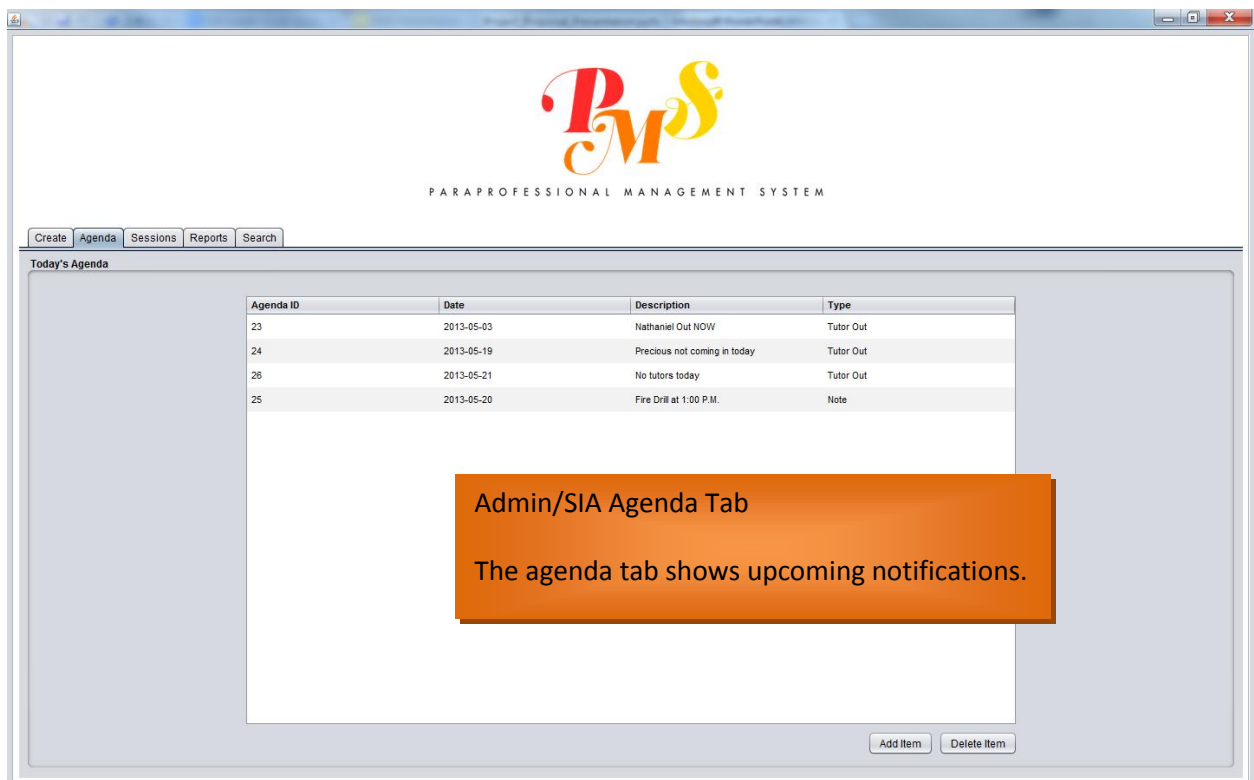 PMS
PARAPROFESSIONAL MANAGEMENT SYSTEM
Create Agenda Sessions Reports Search
Today's Agenda
Agenda ID Date Description Type
23 2013-05-03 Nathaniel Out NOW Tutor Out
24 2013-05-19 Precious not coming in today Tutor Out
26 2013-05-21 No tutors today Tutor Out
25 2013-05-20 Fire Drill at 1:00 P.M. Note
Admin/SIA Agenda Tab
The agenda tab shows upcoming notifications.
Add Item Delete Item